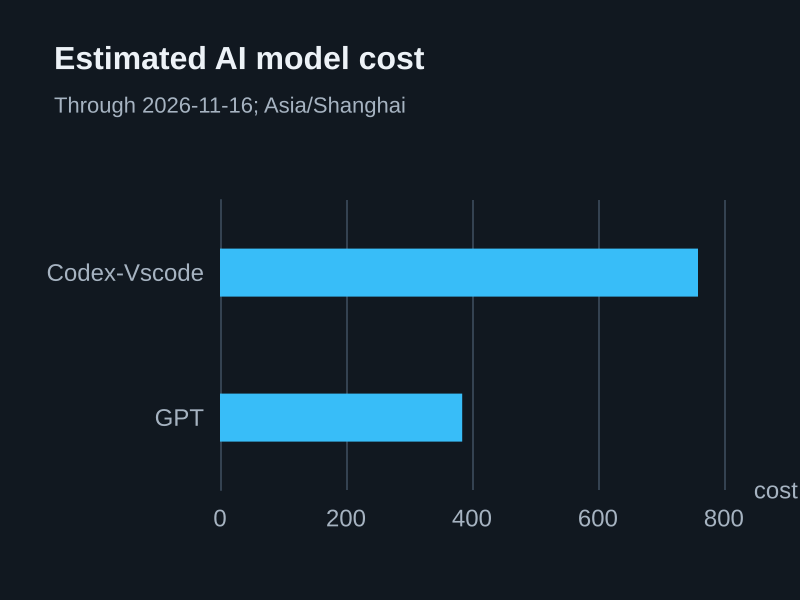 Estimated AI model cost
Through 2026-11-16; Asia/Shanghai
Codex-Vscode
GPT
cost
0 200 400 600 800